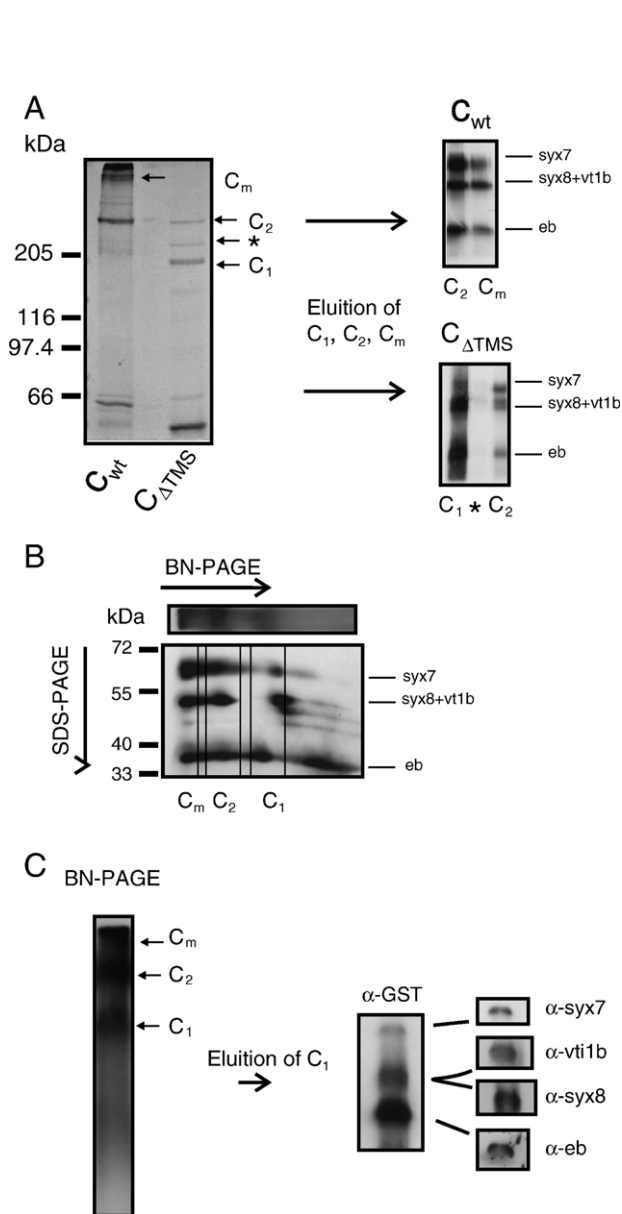 A
kDa
205
116
97.4
66
Cm
C2
*
C1
Cwt
CΔTMS
Eluition of
C1, C2, Cm
Cwt
syx7
syx8+vt1b
eb
C2 Cm
CΔTMS
syx7
syx8+vt1b
eb
C1 * C2
B
BN-PAGE
kDa
SDS-PAGE
72
55
40
33
syx7
syx8+vt1b
eb
Cm C2 C1
C
BN-PAGE
Cm
C2
C1
Eluition of C1
α-GST
α-syx7
α-vti1b
α-syx8
α-eb